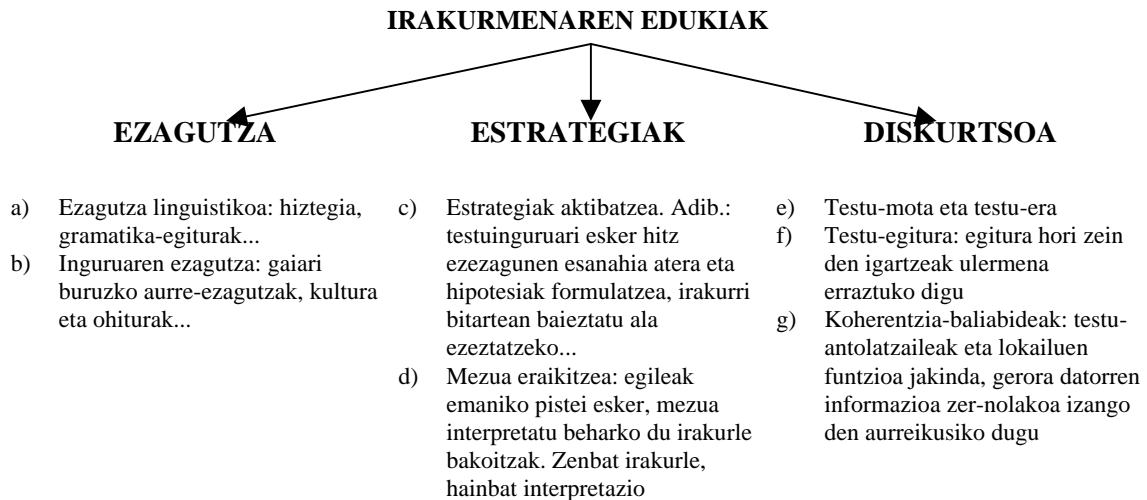 IRAKURMENAREN EDUKIAK
EZAGUTZA
a) Ezagutza linguistikoa: hiztegia,
gramatika-egiturak...
b) Inguruaren ezagutza: gaiari
buruzko aurre-ezagutzak, kultura
eta ohiturak...
ESTRATEGIAK
c) Estrategiak aktibatzea. Adib.:
testuinguruari esker hitz
ezezagunen esanahia atera eta
hipotesiak formulatzea, irakurri
bitartean baieztatu ala
ezeztatzeko...
d) Mezua eraikitzea: egileak
emaniko pistei esker, mezua
interpretatu beharko du irakurle
bakoitzak. Zenbat irakurle,
hainbat interpretazio
DISKURTSOA
e) Testu-mota eta testu-era
f) Testu-egitura: egitura hori zein
den igartzeak ulermena
erraztuko digu
g) Koherentzia-baliabideak: testu-
antolatzaileak eta lokailuen
funtzioa jakinda, gerora datorren
informazioa zer-nolakoa izango
den aurreikusiko dugu